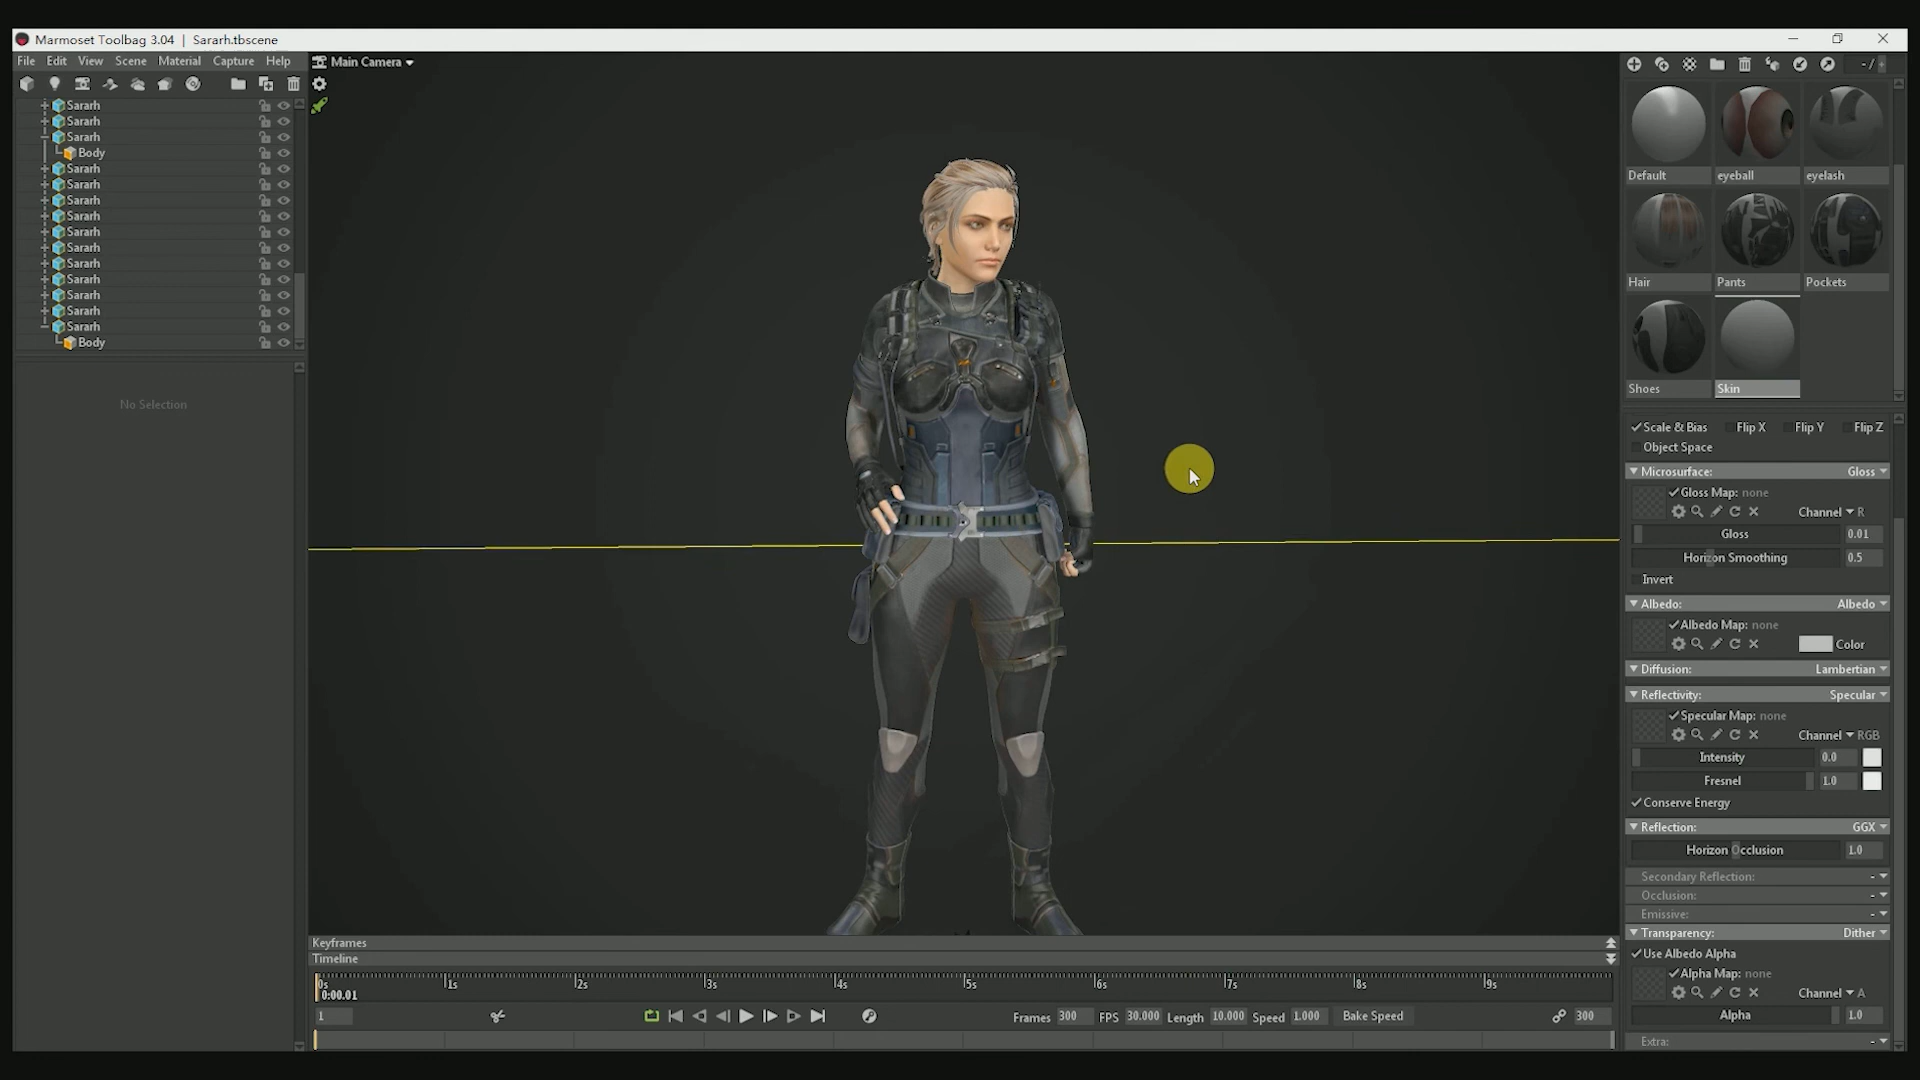 Marmoset Toolbag 3.04 | Sararh.tbscene
File Edit View Scene Material Capture Help
Main Camera
Sararh
Sararh
Sararh
Body
Sararh
Sararh
Sararh
Sararh
Sararh
Sararh
Sararh
Sararh
Sararh
Sararh
Sararh
Body
No Selection
- /
Default eyeball eyelash
Hair Pants Pockets
Shoes Skin
Scale & Bias Flip X Flip Y Flip Z
Object Space
Microsurface: Gloss
Gloss Map: none
Channel R
Gloss 0.01
Horizon Smoothing 0.5
Invert
Albedo: Albedo
Albedo Map: none
Color
Diffusion: Lambertian
Reflectivity: Specular
Specular Map: none
Channel RGB
Intensity 0.0
Fresnel 1.0
Conserve Energy
Reflection: GGX
Horizon Occlusion 1.0
Secondary Reflection: -
Occlusion: -
Emissive: -
Transparency: Dither
Use Albedo Alpha
Alpha Map: none
Channel A
Alpha 1.0
Extra: -
Keyframes
Timeline
0s 1s 2s 3s 4s 5s 6s 7s 8s 9s
0:00.01
1 Frames 300 FPS 30.000 Length 10.000 Speed 1.000 Bake Speed 300